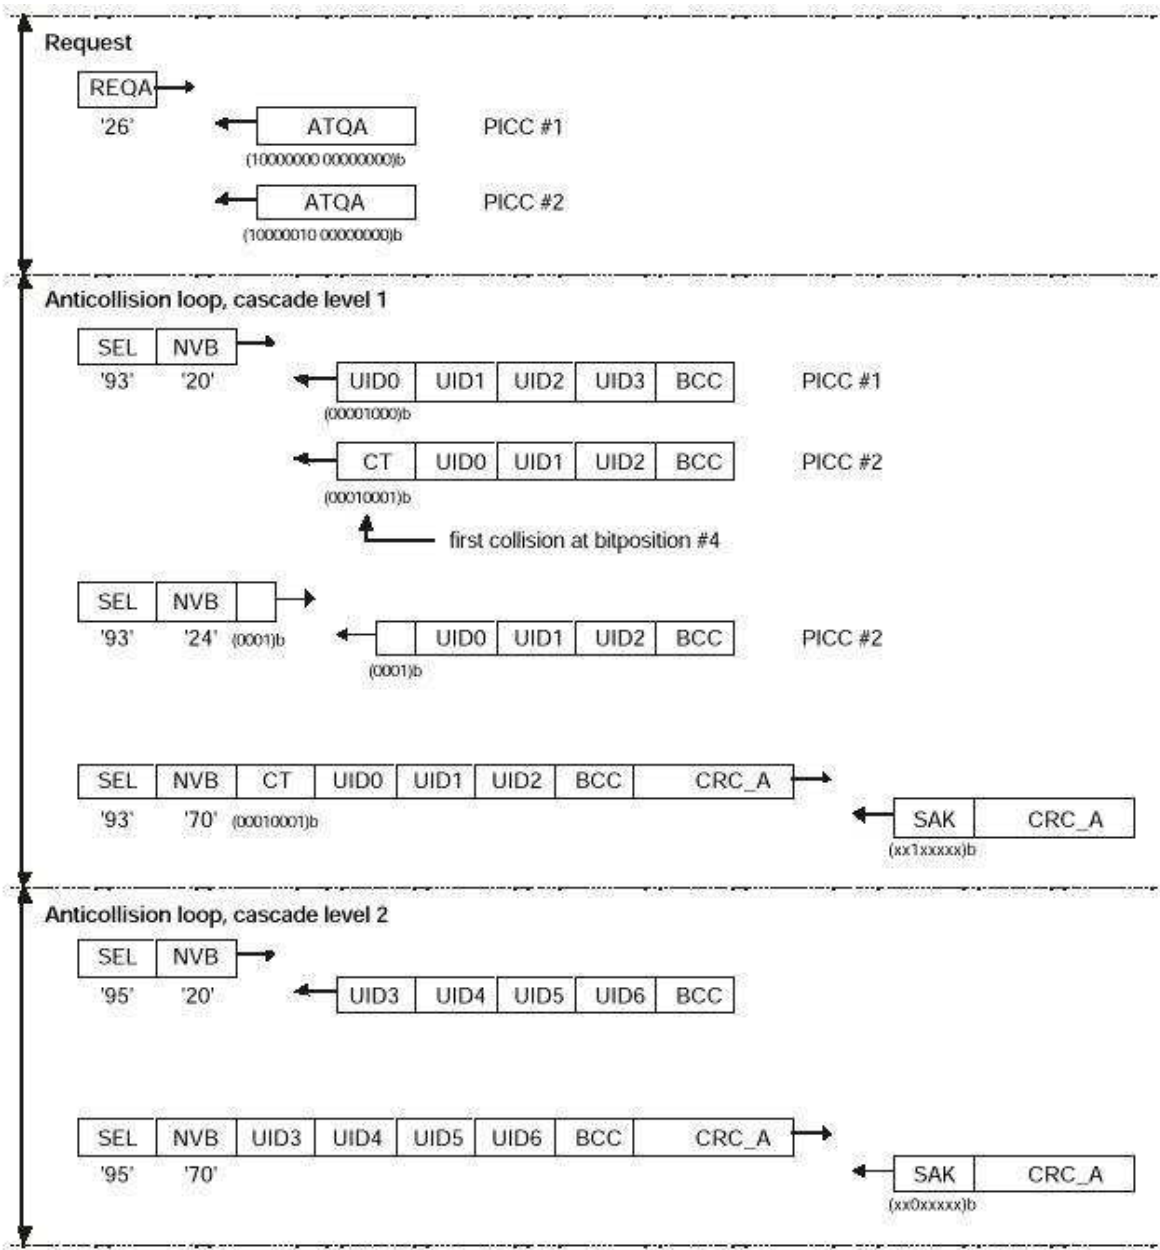 Request
REQA
'26'
ATQA PICC #1
(10000000 00000000)b
ATQA PICC #2
(10000010 00000000)b
Anticollision loop, cascade level 1
SEL NVB
'93' '20'
UID0 UID1 UID2 UID3 BCC PICC #1
(00001000)b
CT UID0 UID1 UID2 BCC PICC #2
(00010001)b
first collision at bitposition #4
SEL NVB
'93' '24' (0001)b
UID0 UID1 UID2 BCC PICC #2
(0001)b
SEL NVB CT UID0 UID1 UID2 BCC CRC_A
'93' '70' (00010001)b
SAK CRC_A
(xx1xxxxx)b
Anticollision loop, cascade level 2
SEL NVB
'95' '20'
UID3 UID4 UID5 UID6 BCC
SEL NVB UID3 UID4 UID5 UID6 BCC CRC_A
'95' '70'
SAK CRC_A
(xx0xxxxx)b